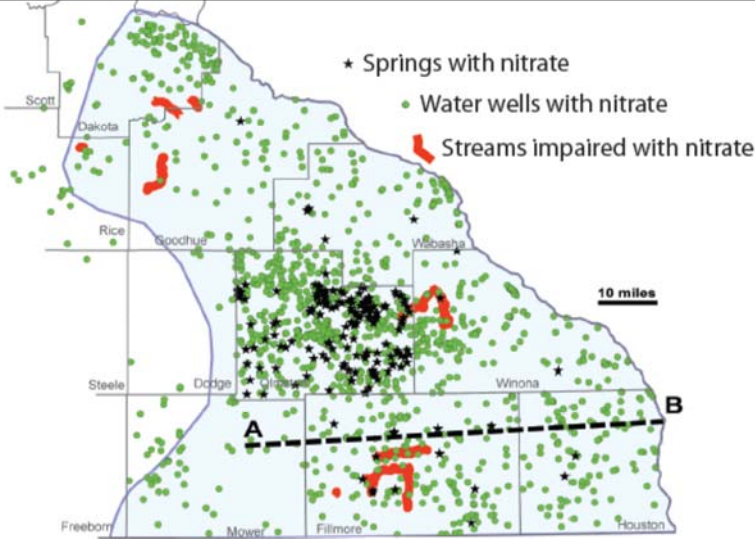 Springs with nitrate
Water wells with nitrate
Streams impaired with nitrate
Scott
Dakota
Rice
Goodhue
Wabasha
10 miles
Steele
Dodge
Olmsted
Winona
A
B
Freeborn
Mower
Fillmore
Houston